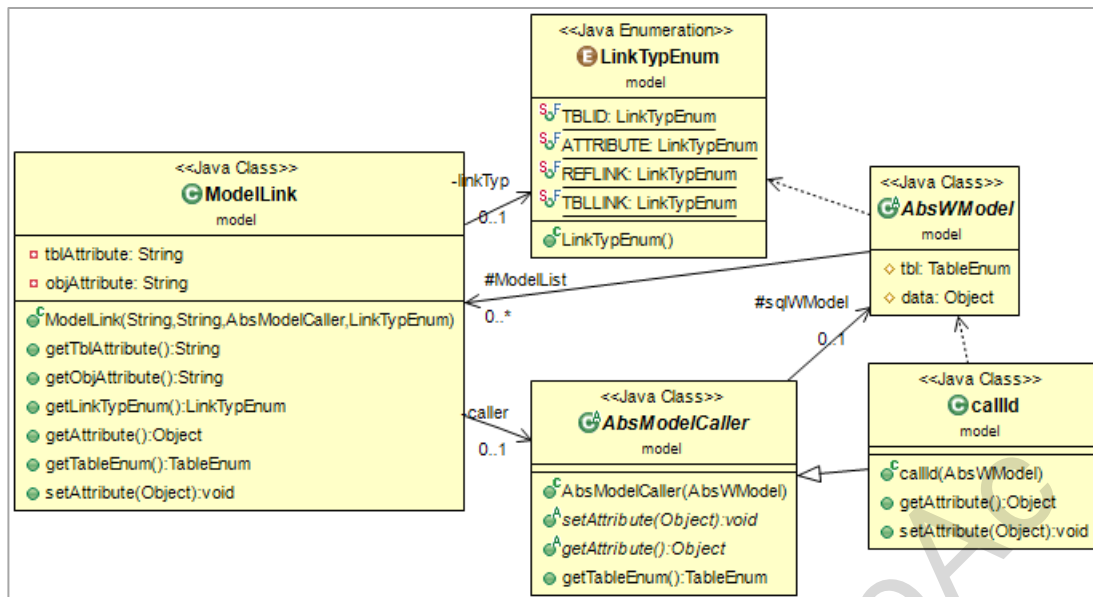 <<Java Enumeration>>
LinkTypEnum
model
TBLID: LinkTypEnum
ATTRIBUTE: LinkTypEnum
REFLINK: LinkTypEnum
TBLLINK: LinkTypEnum
LinkTypEnum()
<<Java Class>>
ModelLink
model
tblAttribute: String
objAttribute: String
ModelLink(String,String,AbsModelCaller,LinkTypEnum)
getTblAttribute():String
getObjAttribute():String
getLinkTypEnum():LinkTypEnum
getAttribute():Object
getTableEnum():TableEnum
setAttribute(Object):void
-linkTyp
0..1
<<Java Class>>
AbsWModel
model
tbl: TableEnum
data: Object
#ModelList
0..*
#sqlWModel
0..1
-caller
0..1
<<Java Class>>
AbsModelCaller
model
AbsModelCaller(AbsWModel)
setAttribute(Object):void
getAttribute():Object
getTableEnum():TableEnum
<<Java Class>>
callId
model
callId(AbsWModel)
getAttribute():Object
setAttribute(Object):void